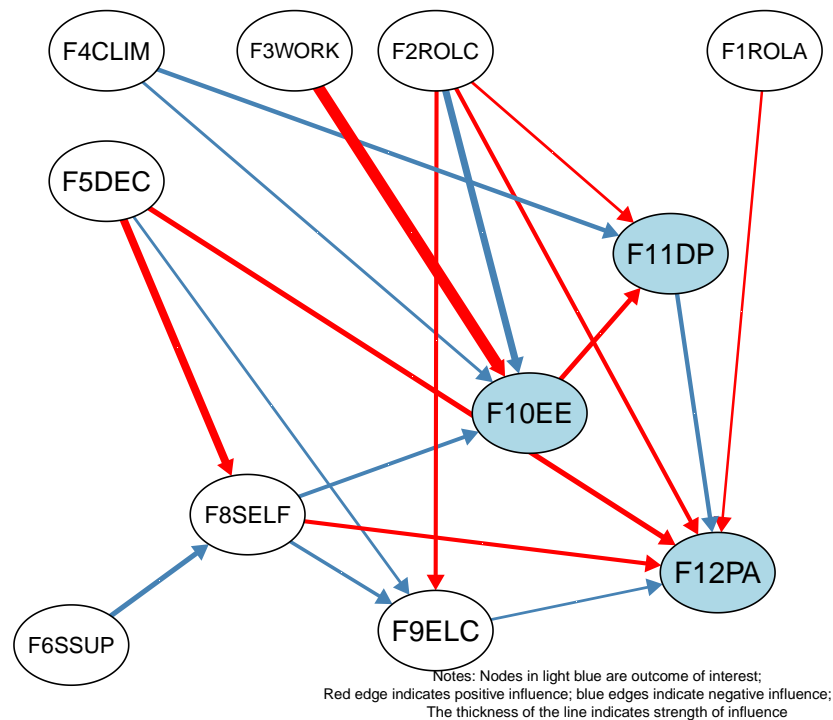 F4CLIM
F3WORK
F2ROLC
F1ROLA
F5DEC
F11DP
F10EE
F8SELF
F12PA
F9ELC
F6SSUP
Notes: Nodes in light blue are outcome of interest;
Red edge indicates positive influence; blue edges indicate negative influence;
The thickness of the line indicates strength of influence